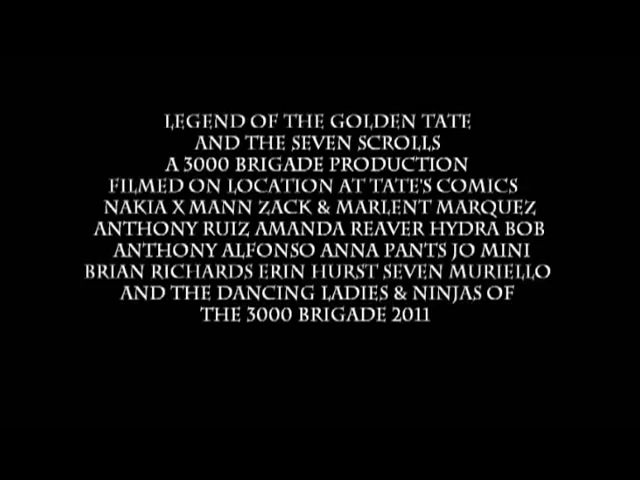 LEGEND OF THE GOLDEN TATE
AND THE SEVEN SCROLLS
A 3000 BRIGADE PRODUCTION
FILMED ON LOCATION AT TATE'S COMICS
NAKIA X MANN ZACK & MARLENT MARQUEZ
ANTHONY RUIZ AMANDA REAVER HYDRA BOB
ANTHONY ALFONSO ANNA PANTS JO MINI
BRIAN RICHARDS ERIN HURST SEVEN MURIELLO
AND THE DANCING LADIES & NINJAS OF
THE 3000 BRIGADE 2011